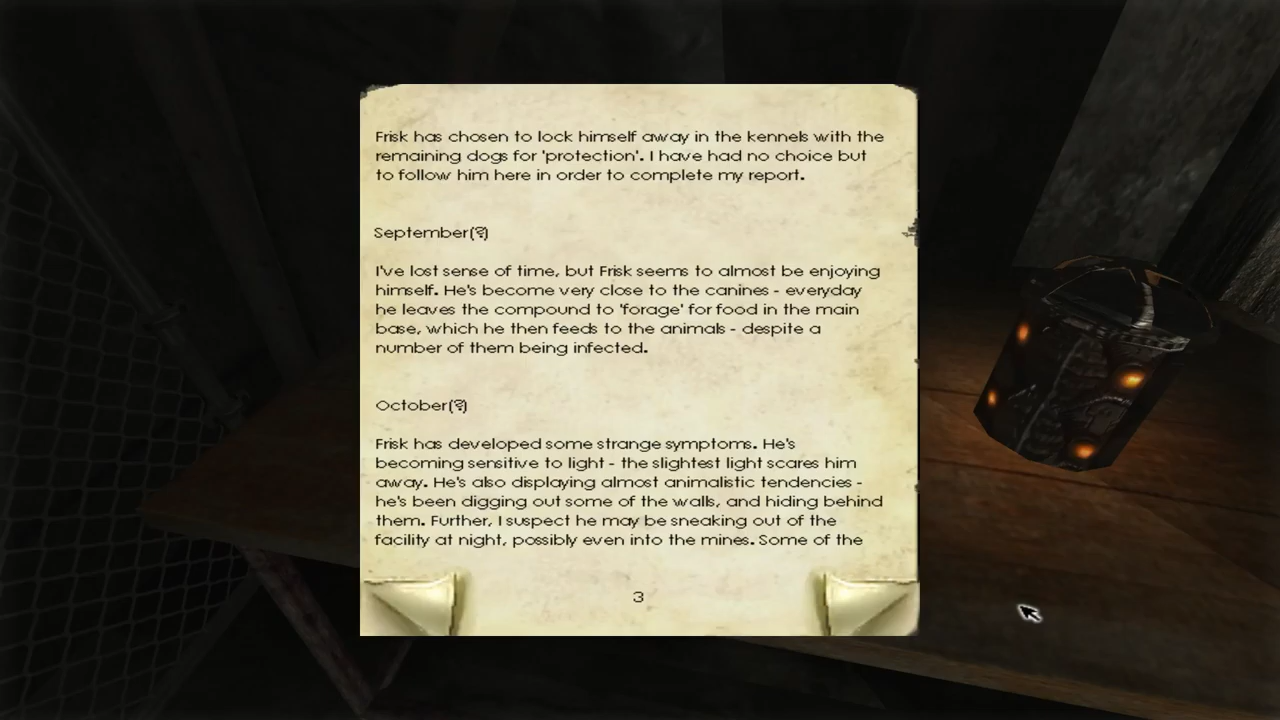 Frisk has chosen to lock himself away in the kennels with the
remaining dogs for 'protection'. I have had no choice but
to follow him here in order to complete my report.
September(?)
I've lost sense of time, but Frisk seems to almost be enjoying
himself. He's become very close to the canines - everyday
he leaves the compound to 'forage' for food in the main
base, which he then feeds to the animals - despite a
number of them being infected.
October(?)
Frisk has developed some strange symptoms. He's
becoming sensitive to light - the slightest light scares him
away. He's also displaying almost animalistic tendencies -
he's been digging out some of the walls, and hiding behind
them. Further, I suspect he may be sneaking out of the
facility at night, possibly even into the mines. Some of the
3